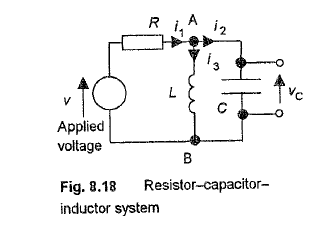 R
i1
A
i2
i3
v
L
C
vC
Applied
voltage
B
Fig. 8.18 Resistor–capacitor–
inductor system